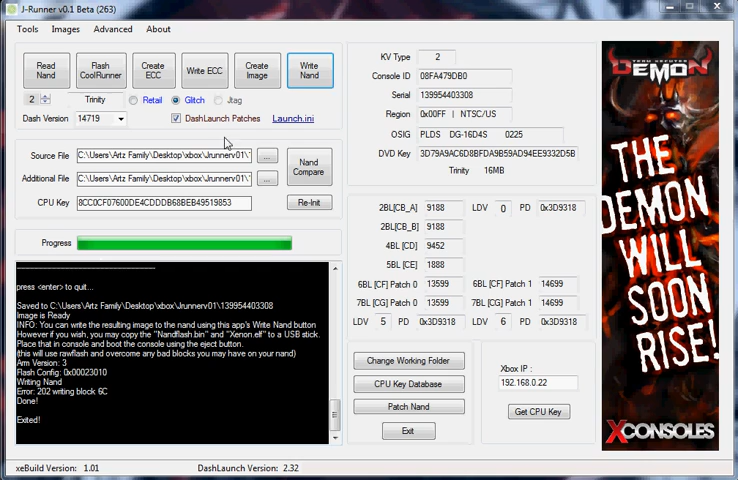 J-Runner v0.1 Beta (263)
Tools Images Advanced About
Read Nand
Flash CoolRunner
Create ECC
Write ECC
Create Image
Write Nand
2 Trinity Retail Glitch Jtag
Dash Version 14719 DashLaunch Patches Launch.ini
Source File C:\Users\Artz Family\Desktop\xbox\Jrunnerv01\1 ...
Additional File C:\Users\Artz Family\Desktop\xbox\Jrunnerv01\1 ...
Nand Compare
CPU Key 8CC0CF07600DE4CDDDB68BEB49519853 Re-Init
Progress
press <enter> to quit...
Saved to C:\Users\Artz Family\Desktop\xbox\Jrunnerv01\139954403308
Image is Ready
INFO: You can write the resulting image to the nand using this app's Write Nand button
However if you wish, you may copy the "Nandflash.bin" and "Xenon.elf" to a USB stick.
Place that in console and boot the console using the eject button.
(this will use rawflash and overcome any bad blocks you may have on your nand)
Arm Version: 3
Flash Config: 0x00023010
Writing Nand
Error: 202 writing block 6C
Done!
Exited!
KV Type 2
Console ID 08FA479DB0
Serial 139954403308
Region 0x00FF | NTSC/US
OSIG PLDS DG-16D4S 0225
DVD Key 3D79A9AC6D8BFDA9B59AD94EE9332D5B
Trinity 16MB
2BL[CB_A] 9188 LDV 0 PD 0x3D9318
2BL[CB_B] 9188
4BL [CD] 9452
5BL [CE] 1888
6BL [CF] Patch 0 13599 6BL [CF] Patch 1 14699
7BL [CG] Patch 0 13599 7BL [CG] Patch 1 14699
LDV 5 PD 0x3D9318 LDV 6 PD 0x3D9318
Change Working Folder
CPU Key Database
Patch Nand
Exit
Xbox IP :
192.168.0.22
Get CPU Key
TEAM XECUTER
DEMON
THE
DEMON
WILL
SOON
RISE!
XCONSOLES
xeBuild Version: 1.01 DashLaunch Version: 2.32